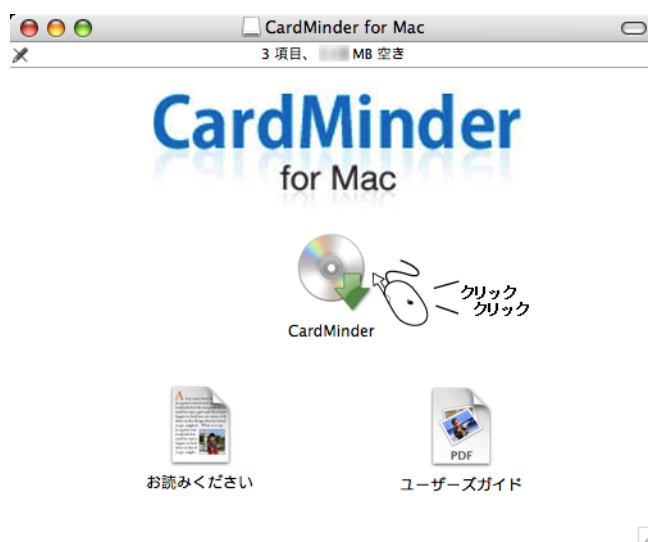 CardMinder for Mac
3 項目、 MB 空き
CardMinder
for Mac
クリック
クリック
CardMinder
PDF
お読みください
ユーザーズガイド